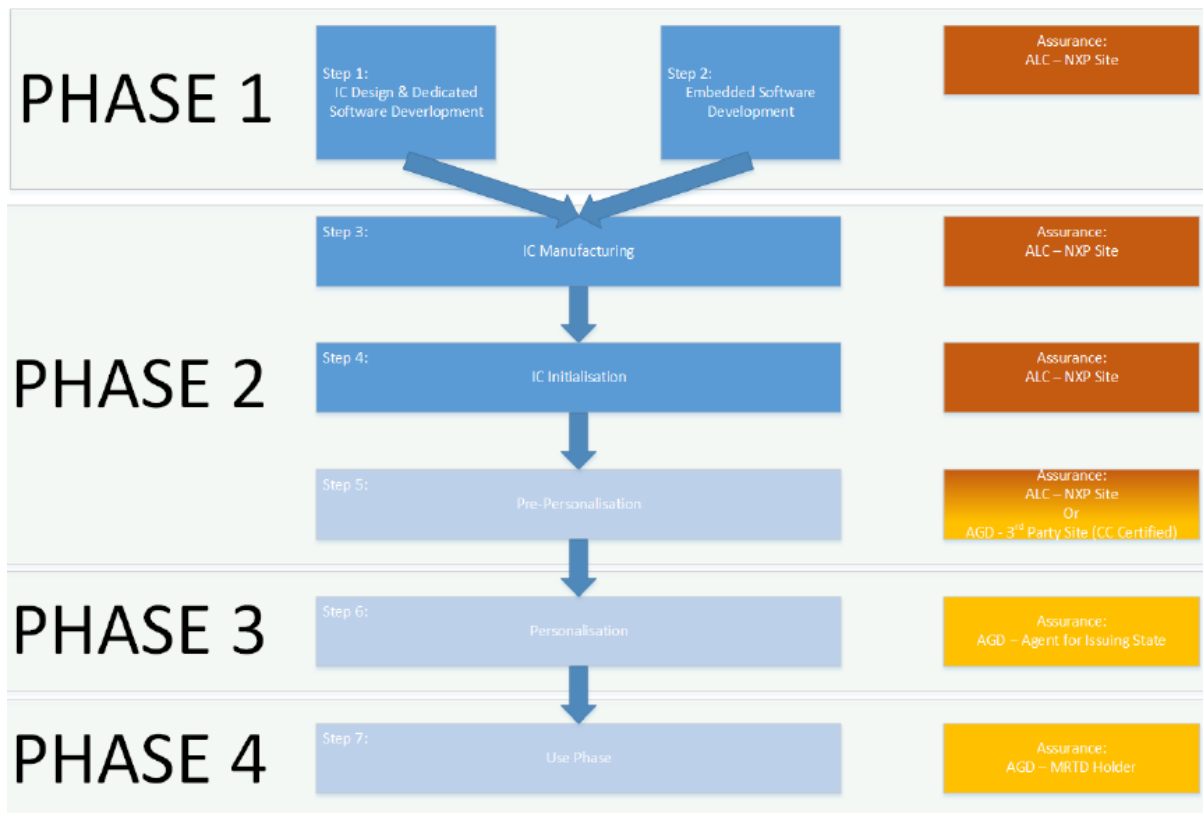 PHASE 1
Step 1:
IC Design & Dedicated
Software Deverlopment
Step 2:
Embedded Software
Development
Assurance:
ALC – NXP Site
PHASE 2
Step 3:
IC Manufacturing
Assurance:
ALC – NXP Site
Step 4:
IC Initialisation
Assurance:
ALC – NXP Site
Step 5:
Pre-Personalisation
Assurance:
ALC – NXP Site
Or
AGD - 3rd Party Site (CC Certified)
PHASE 3
Step 6:
Personalisation
Assurance:
AGD – Agent for Issuing State
PHASE 4
Step 7:
Use Phase
Assurance:
AGD – MRTD Holder